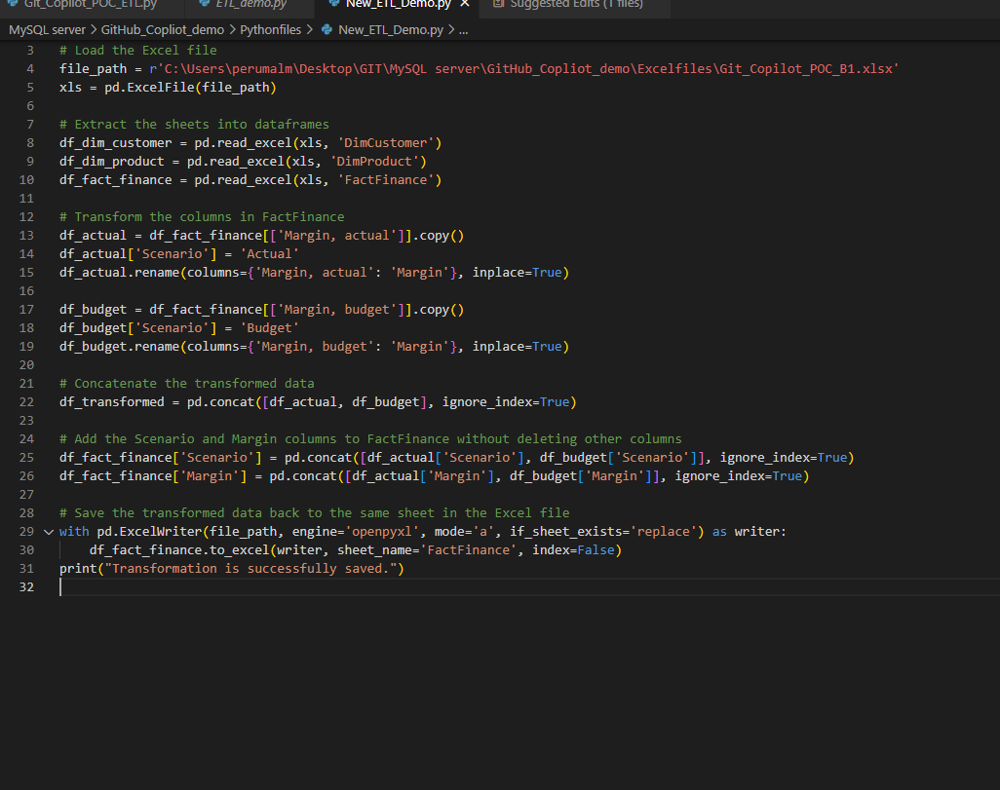 Git_Copilot_POC_ETL.py ETL_demo.py New_ETL_Demo.py × Suggested Edits (1 files)
MySQL server > GitHub_Copliot_demo > Pythonfiles > New_ETL_Demo.py > ...
3 # Load the Excel file
4 file_path = r'C:\Users\perumalm\Desktop\GIT\MySQL server\GitHub_Copliot_demo\Excelfiles\Git_Copilot_POC_B1.xlsx'
5 xls = pd.ExcelFile(file_path)
6
7 # Extract the sheets into dataframes
8 df_dim_customer = pd.read_excel(xls, 'DimCustomer')
9 df_dim_product = pd.read_excel(xls, 'DimProduct')
10 df_fact_finance = pd.read_excel(xls, 'FactFinance')
11
12 # Transform the columns in FactFinance
13 df_actual = df_fact_finance[['Margin, actual']].copy()
14 df_actual['Scenario'] = 'Actual'
15 df_actual.rename(columns={'Margin, actual': 'Margin'}, inplace=True)
16
17 df_budget = df_fact_finance[['Margin, budget']].copy()
18 df_budget['Scenario'] = 'Budget'
19 df_budget.rename(columns={'Margin, budget': 'Margin'}, inplace=True)
20
21 # Concatenate the transformed data
22 df_transformed = pd.concat([df_actual, df_budget], ignore_index=True)
23
24 # Add the Scenario and Margin columns to FactFinance without deleting other columns
25 df_fact_finance['Scenario'] = pd.concat([df_actual['Scenario'], df_budget['Scenario']], ignore_index=True)
26 df_fact_finance['Margin'] = pd.concat([df_actual['Margin'], df_budget['Margin']], ignore_index=True)
27
28 # Save the transformed data back to the same sheet in the Excel file
29 with pd.ExcelWriter(file_path, engine='openpyxl', mode='a', if_sheet_exists='replace') as writer:
30     df_fact_finance.to_excel(writer, sheet_name='FactFinance', index=False)
31 print("Transformation is successfully saved.")
32